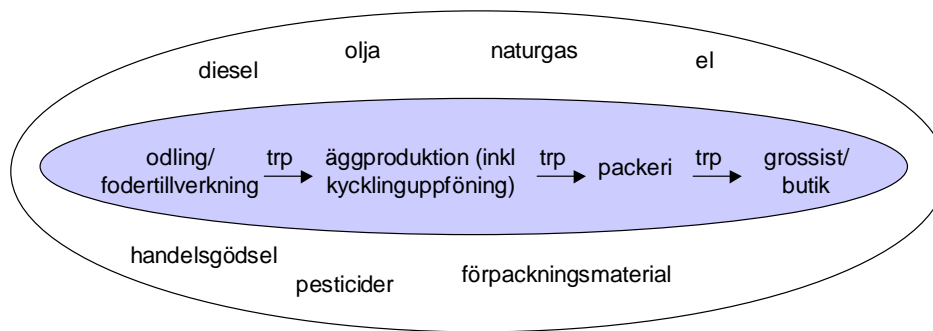 diesel
olja
naturgas
el
odling/
fodertillverkning
trp
äggproduktion (inkl
kycklinguppföning)
trp
packeri
trp
grossist/
butik
handelsgödsel
pesticider
förpackningsmaterial